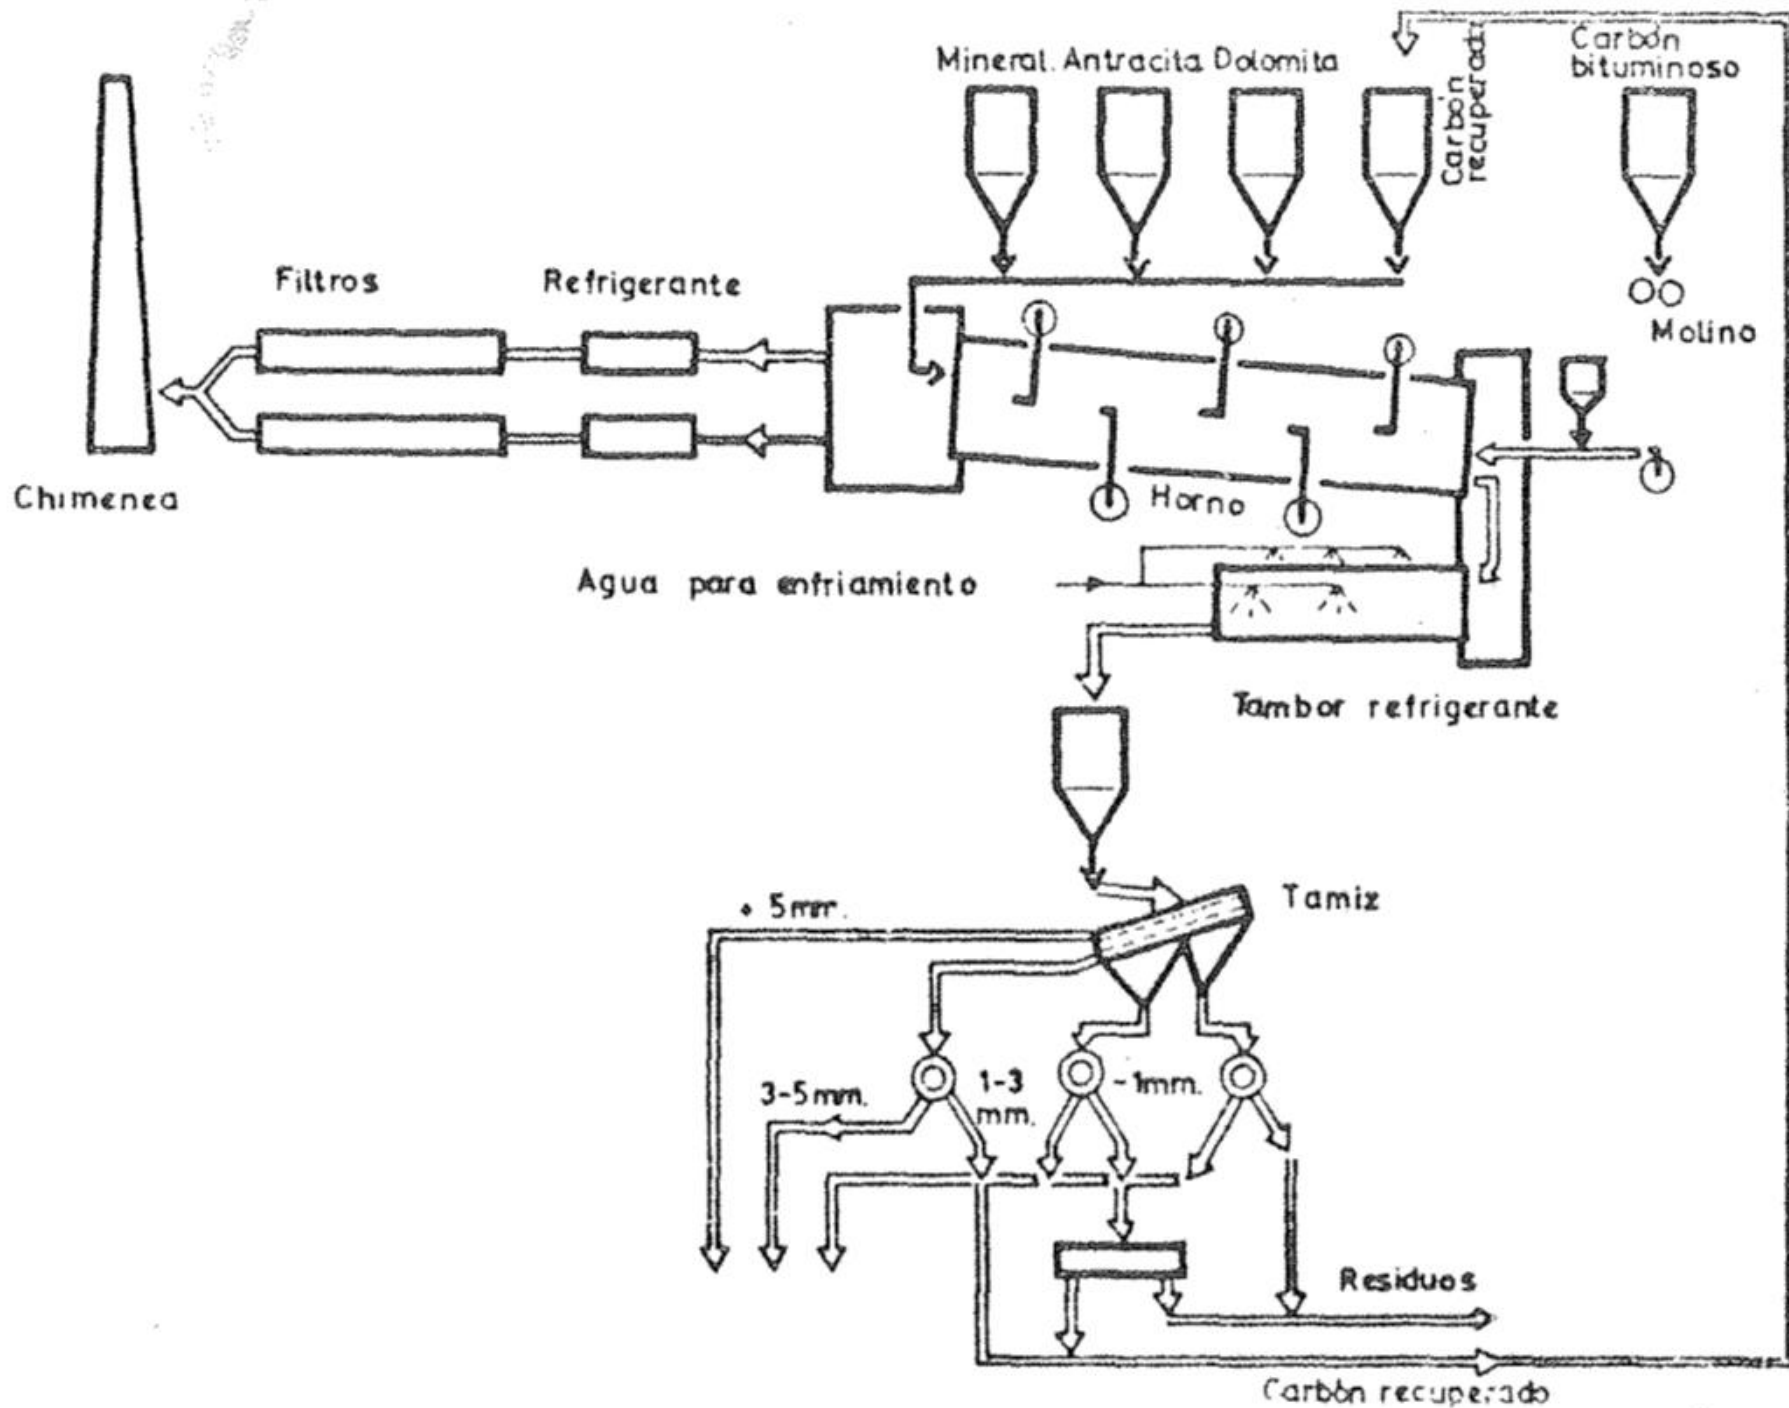 Mineral. Antracita Dolomita
Carbón
recuperado
Carbón
bituminoso
Filtros
Refrigerante
Molino
Chimenea
Horno
Agua para enfriamiento
Tambor refrigerante
Tamiz
+ 5mm.
3-5mm.
1-3
mm.
-1mm.
Residuos
Carbón recuperado